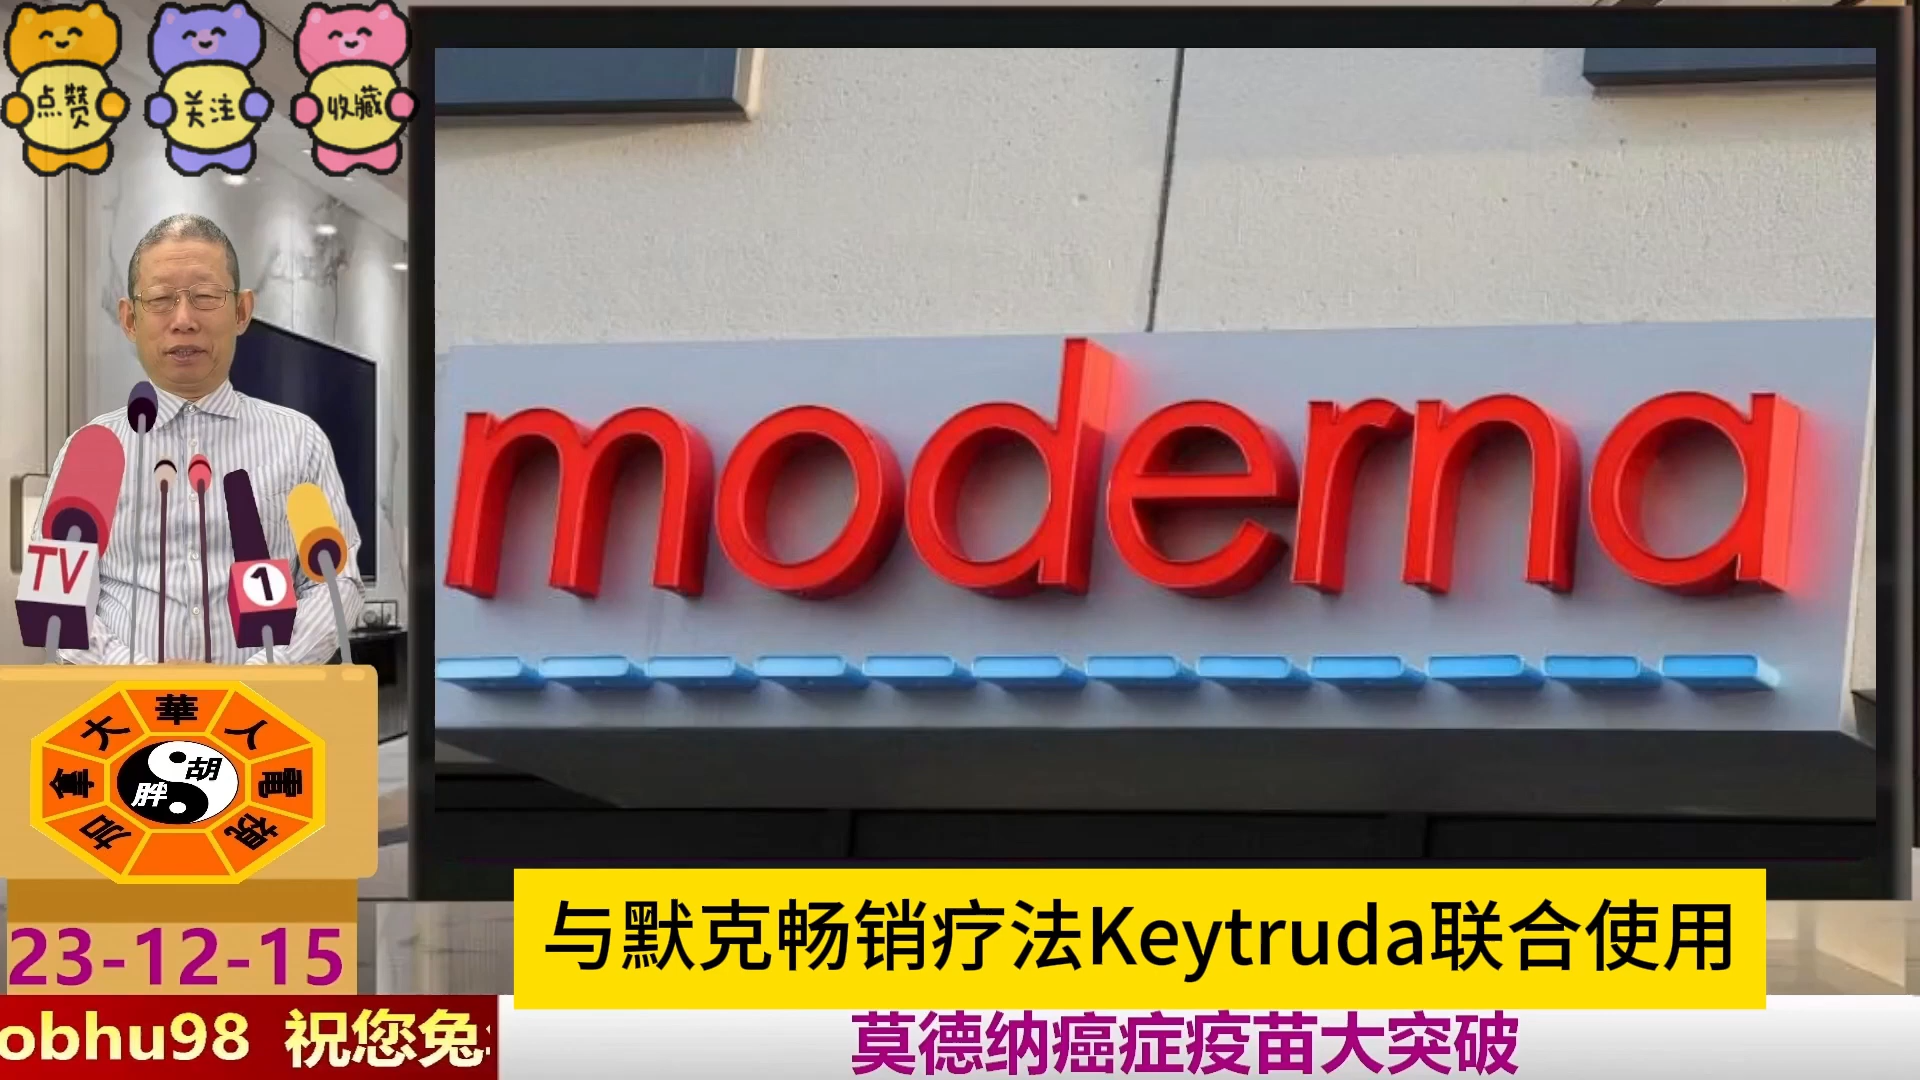 点赞
关注
收藏
moderna
TV
1
加拿大華人電視
胡
胖
与默克畅销疗法Keytruda联合使用
23-12-15
obhu98 祝您兔
莫德纳癌症疫苗大突破